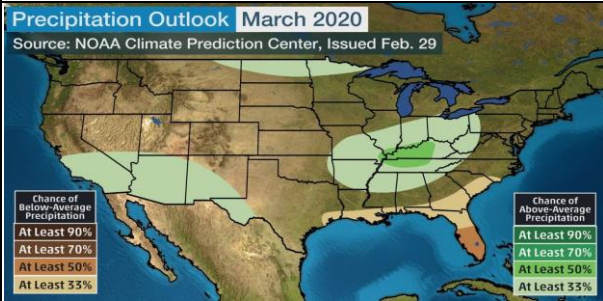 Precipitation Outlook March 2020
Source: NOAA Climate Prediction Center, Issued Feb. 29
Chance of
Below-Average
Precipitation
At Least 90%
At Least 70%
At Least 50%
At Least 33%
Chance of
Above-Average
Precipitation
At Least 90%
At Least 70%
At Least 50%
At Least 33%